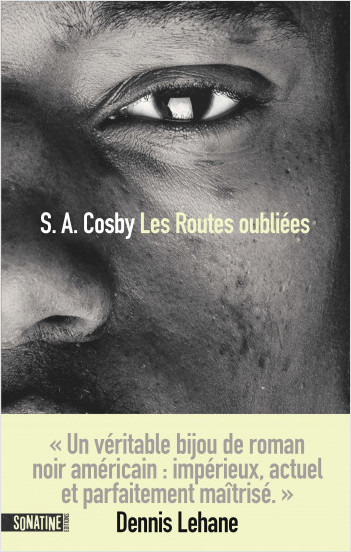 S. A. Cosby Les Routes oubliées
« Un véritable bijou de roman
noir américain : impérieux, actuel
et parfaitement maîtrisé. »
Dennis Lehane
SONATINE EDITIONS